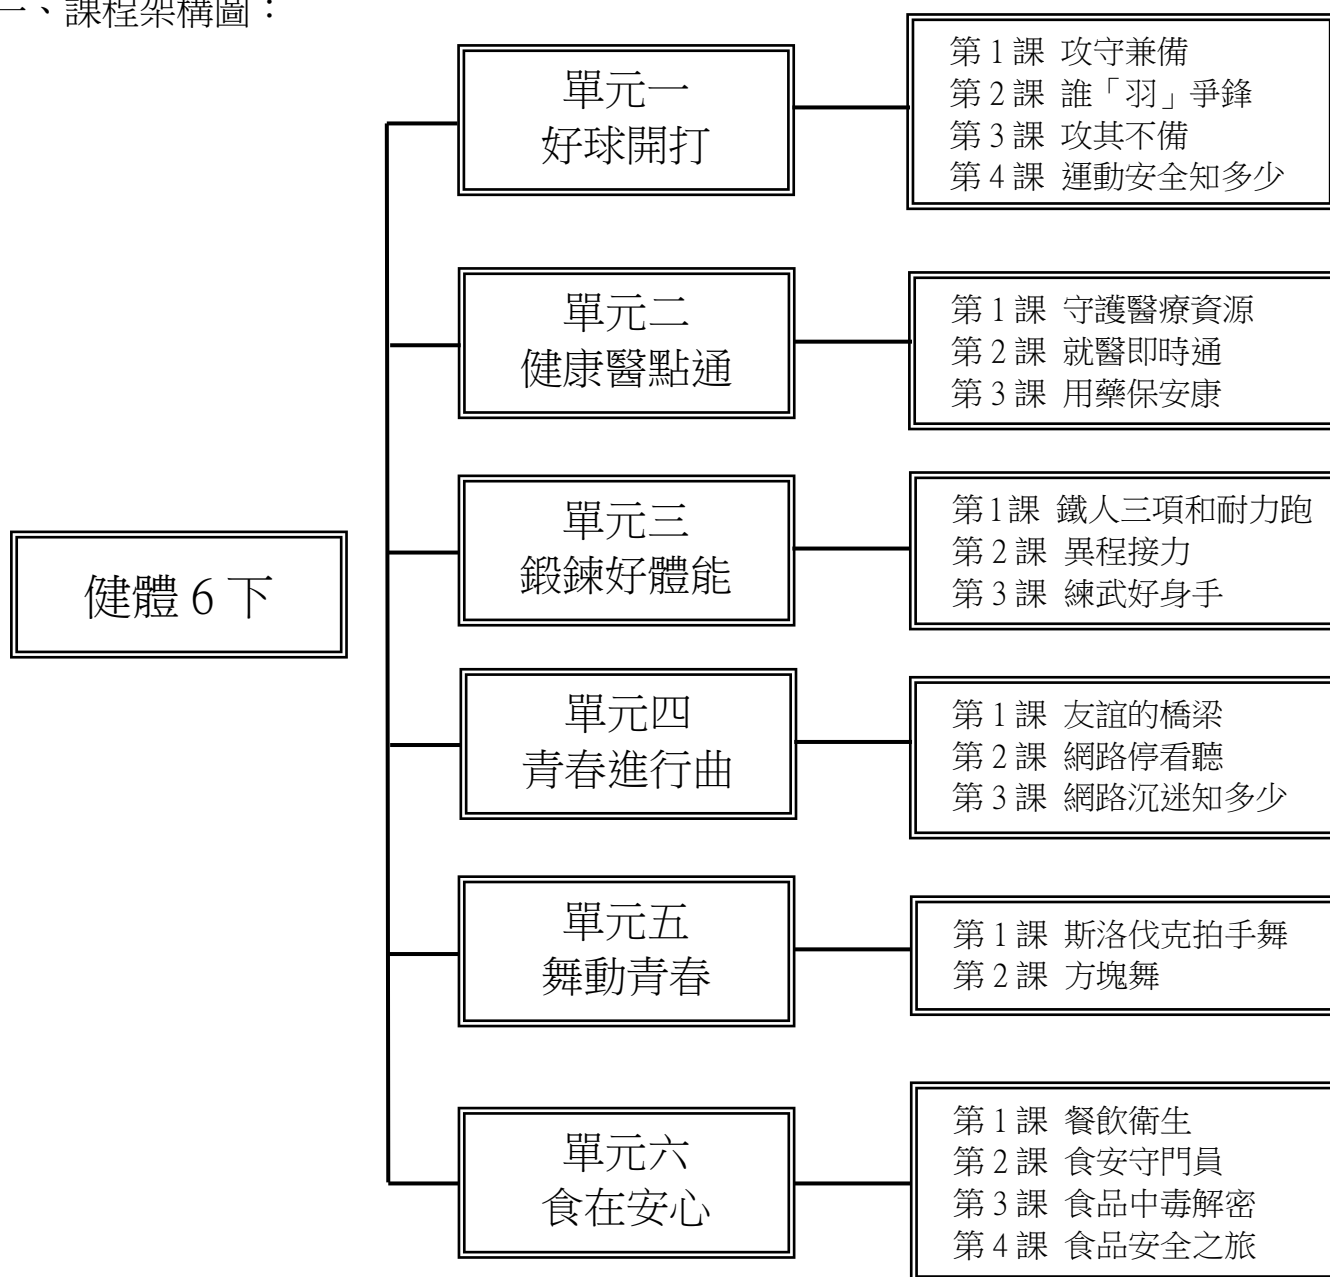 一、課程架構圖：
健體 6 下
單元一
好球開打
第 1 課 攻守兼備
第 2 課 誰「羽」爭鋒
第 3 課 攻其不備
第 4 課 運動安全知多少
單元二
健康醫點通
第 1 課 守護醫療資源
第 2 課 就醫即時通
第 3 課 用藥保安康
單元三
鍛鍊好體能
第 1 課 鐵人三項和耐力跑
第 2 課 異程接力
第 3 課 練武好身手
單元四
青春進行曲
第 1 課 友誼的橋梁
第 2 課 網路停看聽
第 3 課 網路沉迷知多少
單元五
舞動青春
第 1 課 斯洛伐克拍手舞
第 2 課 方塊舞
單元六
食在安心
第 1 課 餐飲衛生
第 2 課 食安守門員
第 3 課 食品中毒解密
第 4 課 食品安全之旅